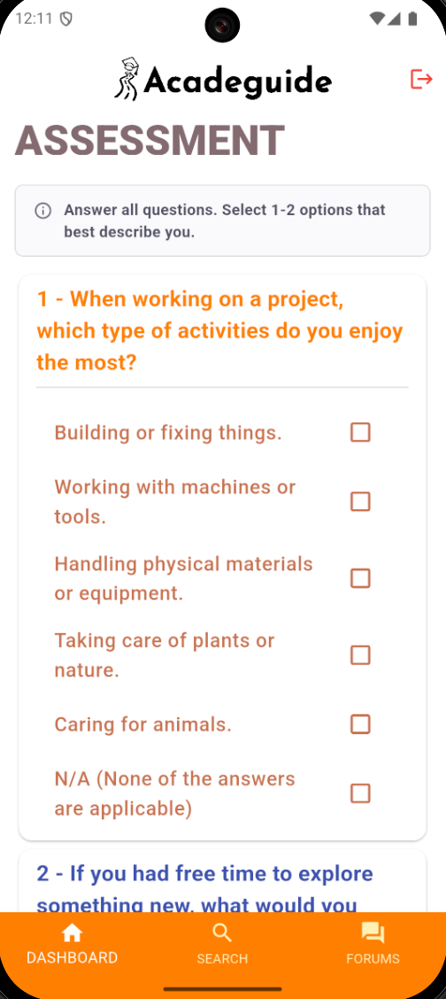 12:11
Acadeguide
ASSESSMENT
Answer all questions. Select 1-2 options that
best describe you.
1 - When working on a project,
which type of activities do you enjoy
the most?
Building or fixing things.
Working with machines or
tools.
Handling physical materials
or equipment.
Taking care of plants or
nature.
Caring for animals.
N/A (None of the answers
are applicable)
2 - If you had free time to explore
something new, what would you
DASHBOARD
SEARCH
FORUMS